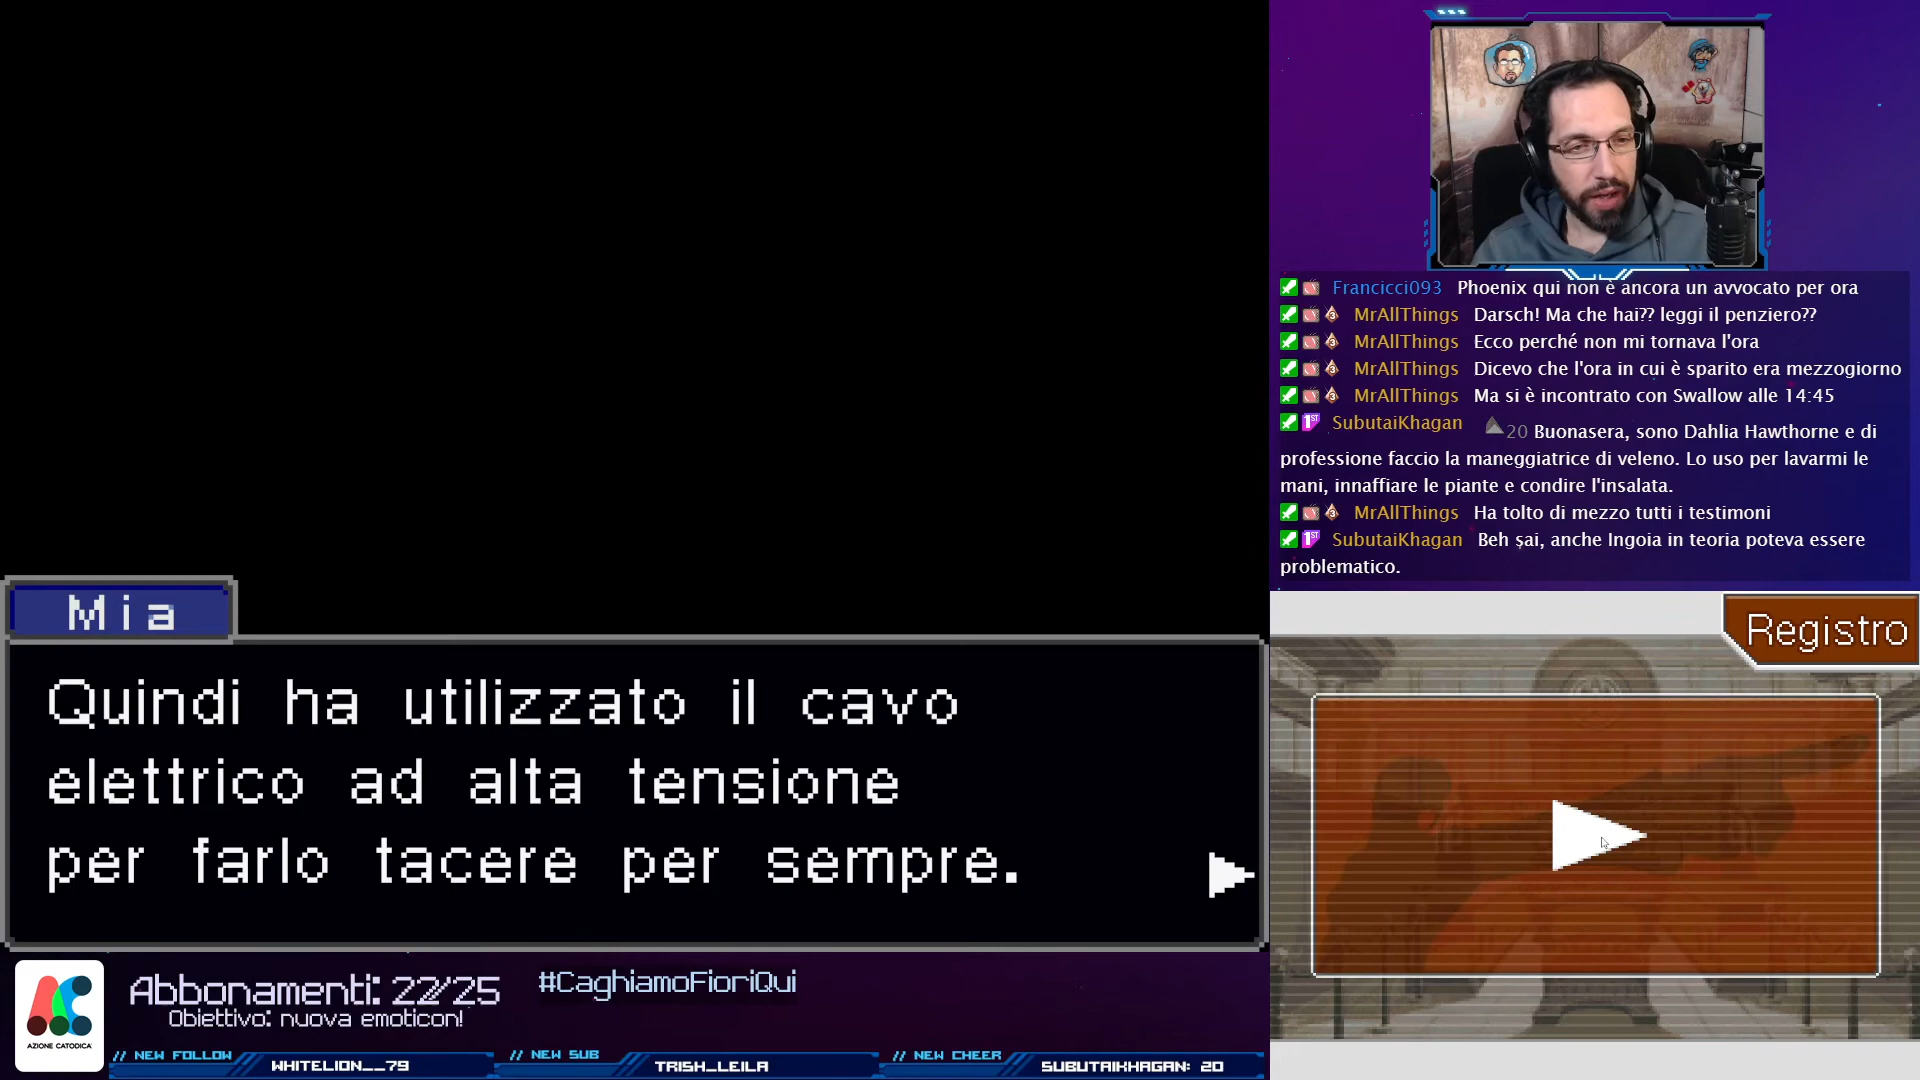 Francicci093 Phoenix qui non è ancora un avvocato per ora
MrAllThings Darsch! Ma che hai?? leggi il penziero??
MrAllThings Ecco perché non mi tornava l'ora
MrAllThings Dicevo che l'ora in cui è sparito era mezzogiorno
MrAllThings Ma si è incontrato con Swallow alle 14:45
SubutaiKhagan 20 Buonasera, sono Dahlia Hawthorne e di
professione faccio la maneggiatrice di veleno. Lo uso per lavarmi le
mani, innaffiare le piante e condire l'insalata.
MrAllThings Ha tolto di mezzo tutti i testimoni
SubutaiKhagan Beh sai, anche Ingoia in teoria poteva essere
problematico.
Mia
Quindi ha utilizzato il cavo
elettrico ad alta tensione
per farlo tacere per sempre.
Registro
AZIONE CATODICA
Abbonamenti: 22/25
Obiettivo: nuova emoticon!
#CaghiamoFioriQui
// NEW FOLLOW
WHITELION__79
// NEW SUB
TRISH_LEILA
// NEW CHEER
SUBUTAIKHAGAN: 20